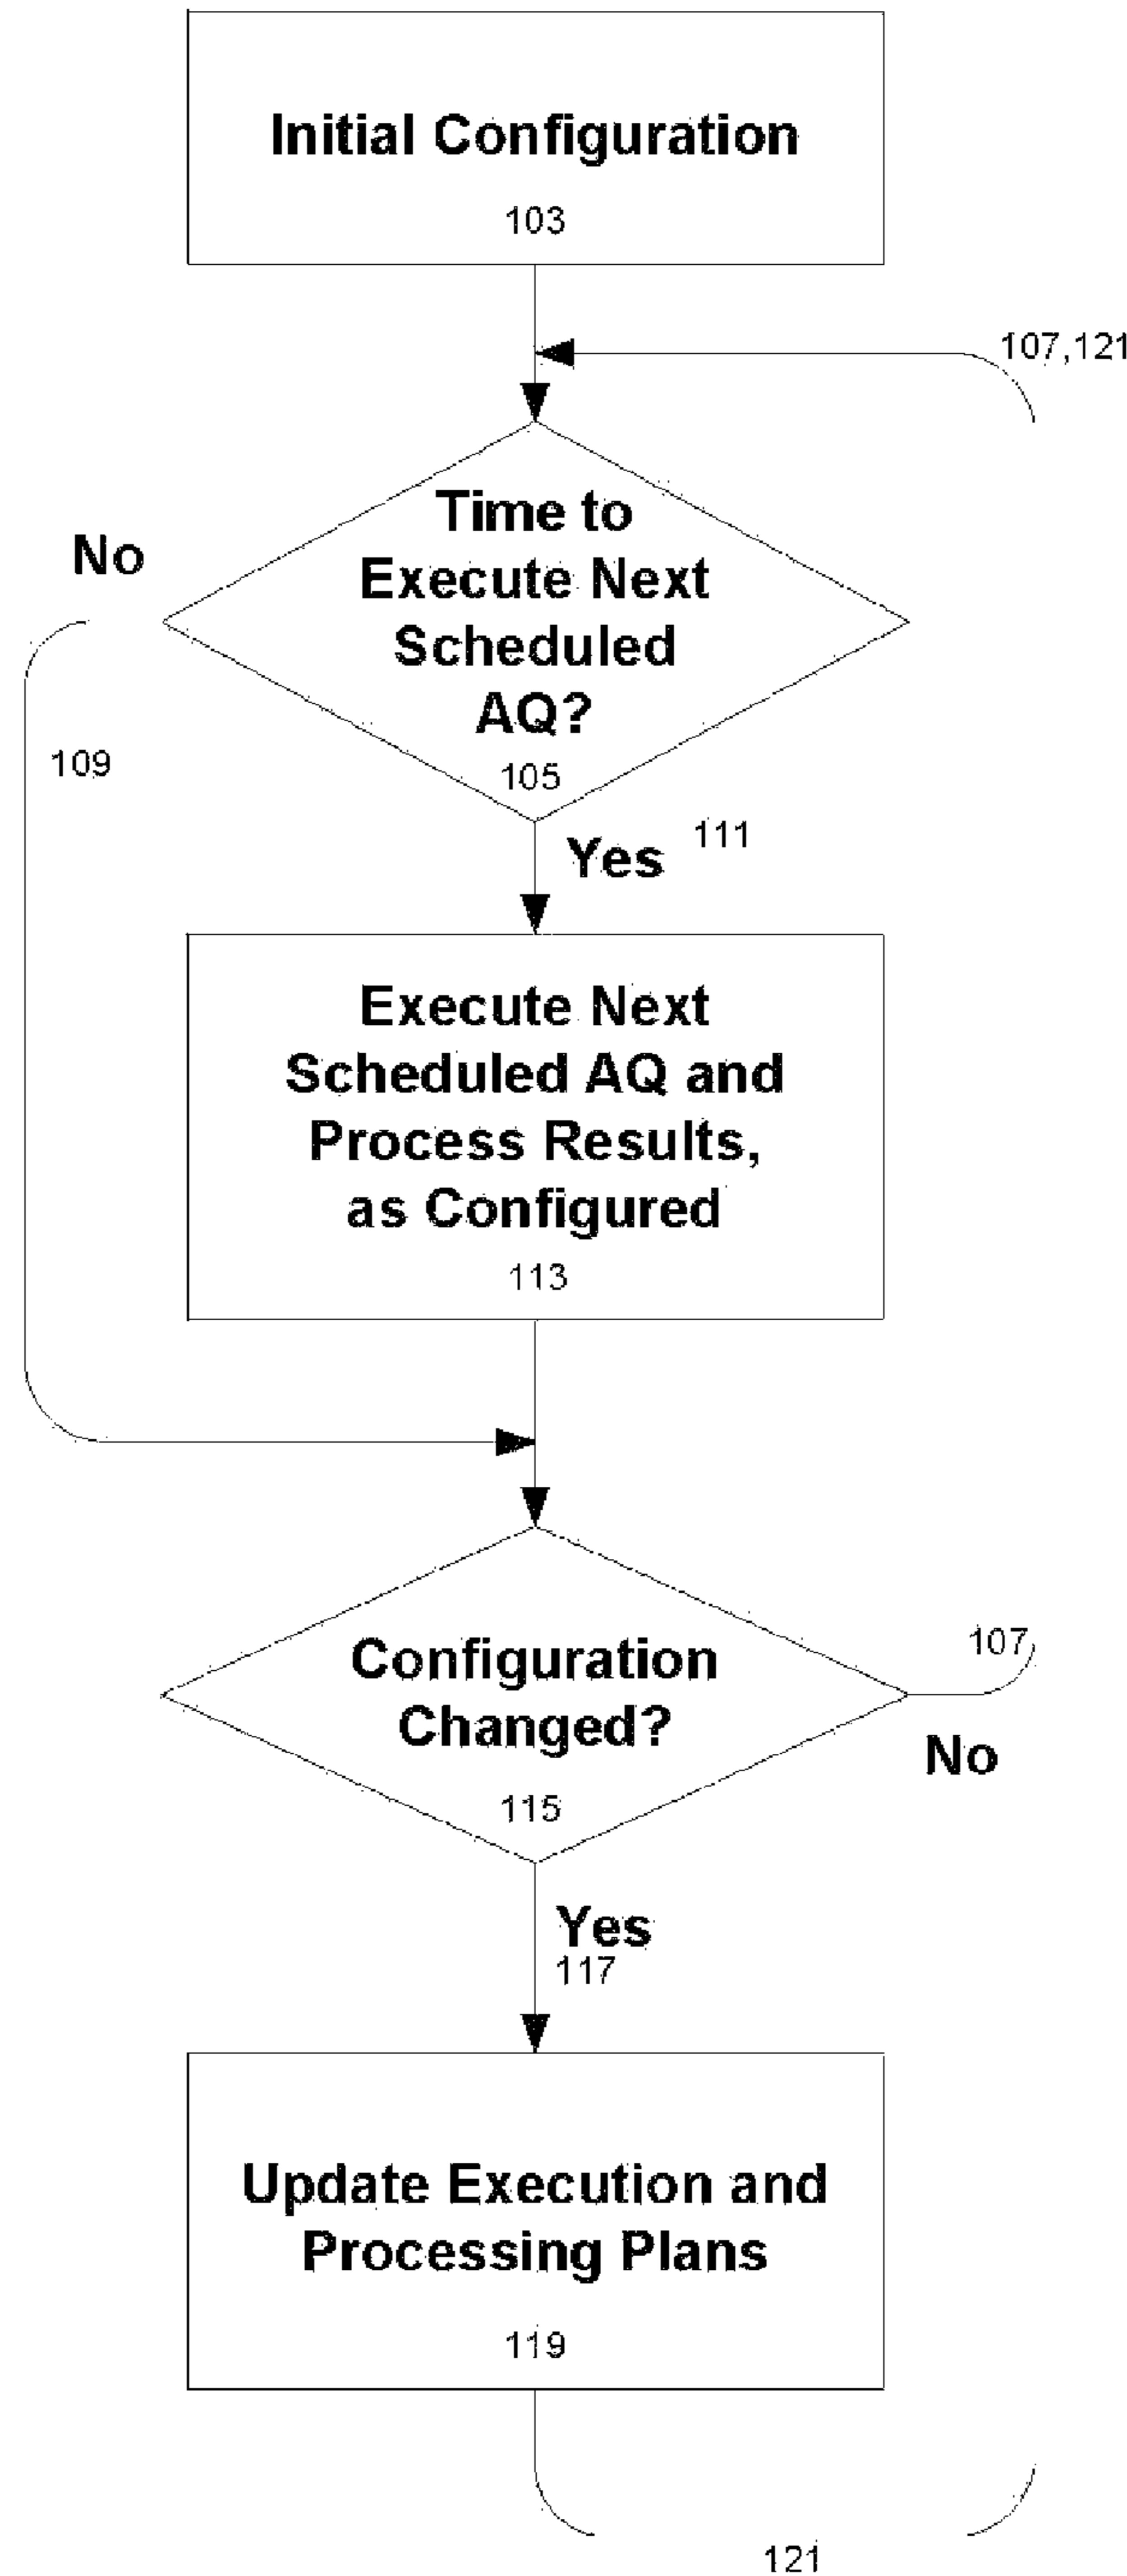 Initial Configuration
103
107,121
Time to
Execute Next
Scheduled
AQ?
105
No
109
Yes 111
Execute Next
Scheduled AQ and
Process Results,
as Configured
113
Configuration
Changed?
115
107
No
Yes
117
Update Execution and
Processing Plans
119
121